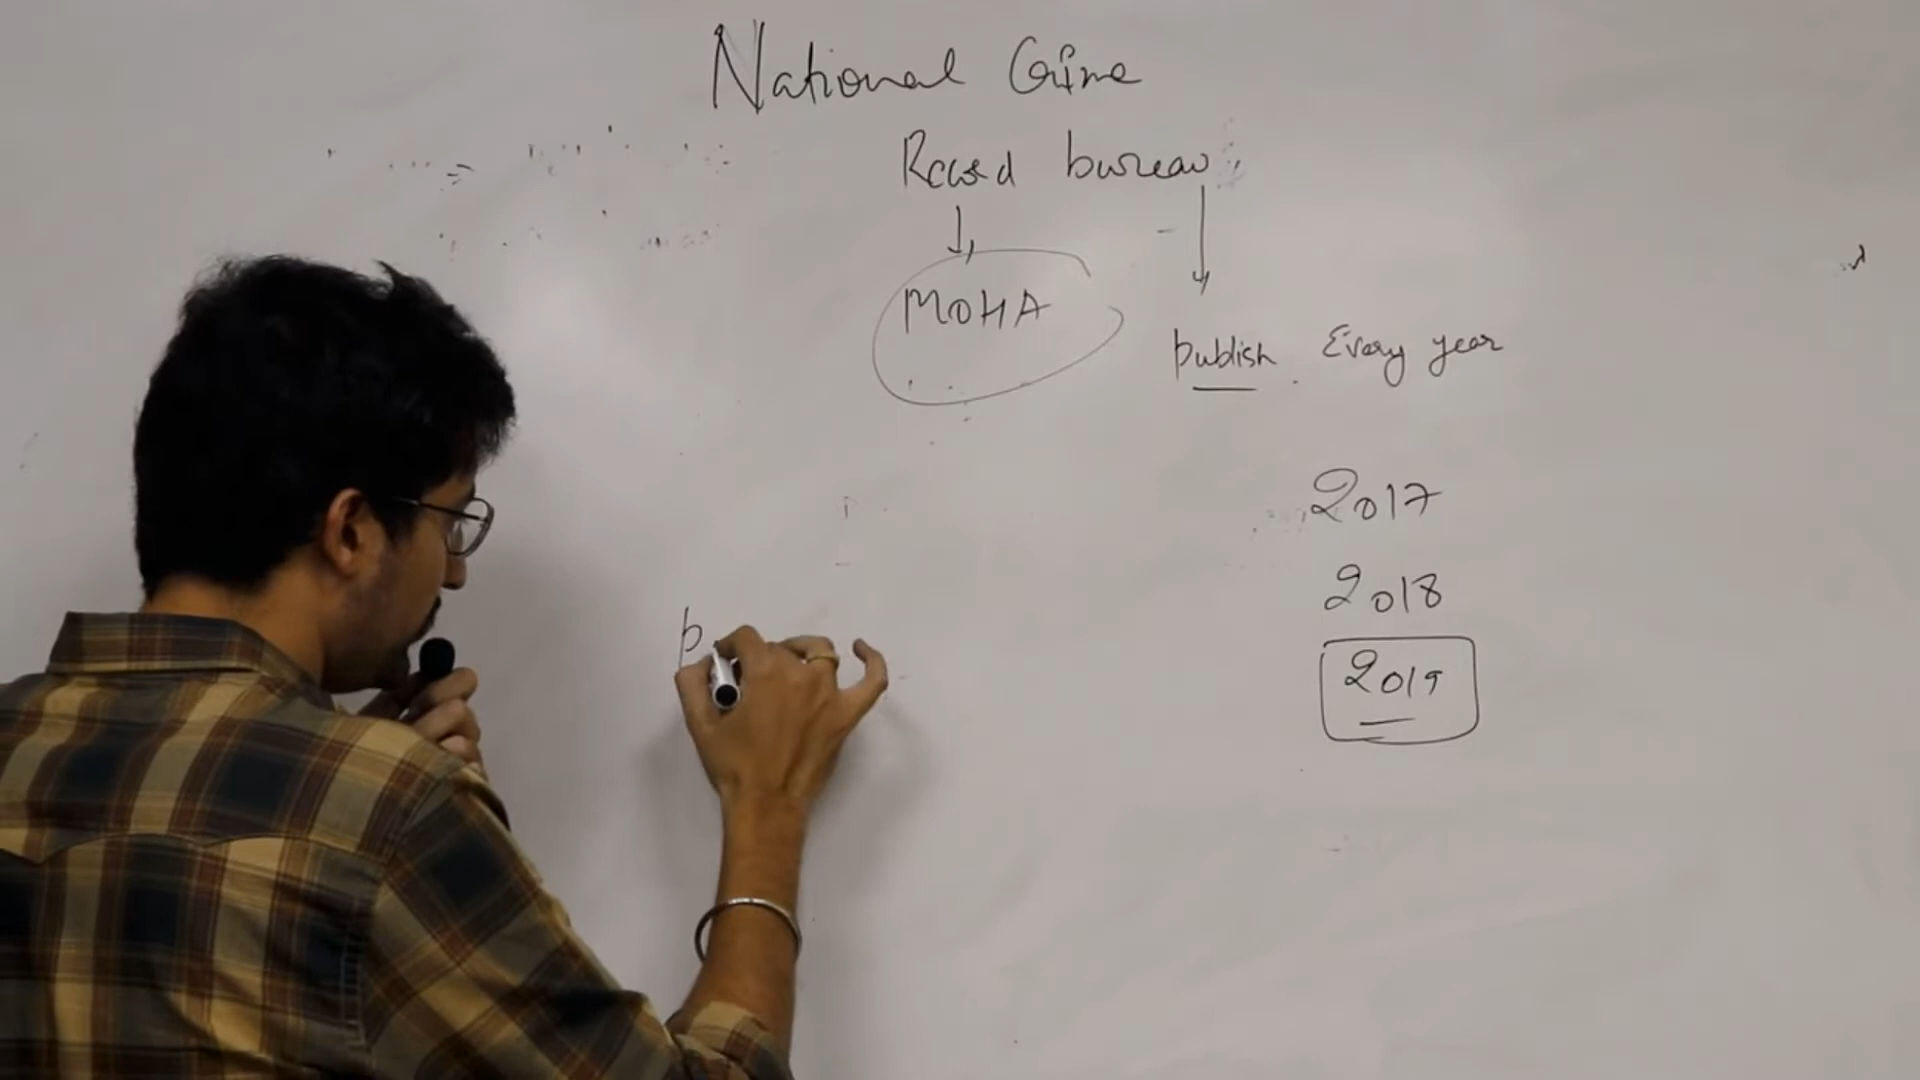 National Crime
Record bureau
MOHA
publish Every year
2017
2018
2019